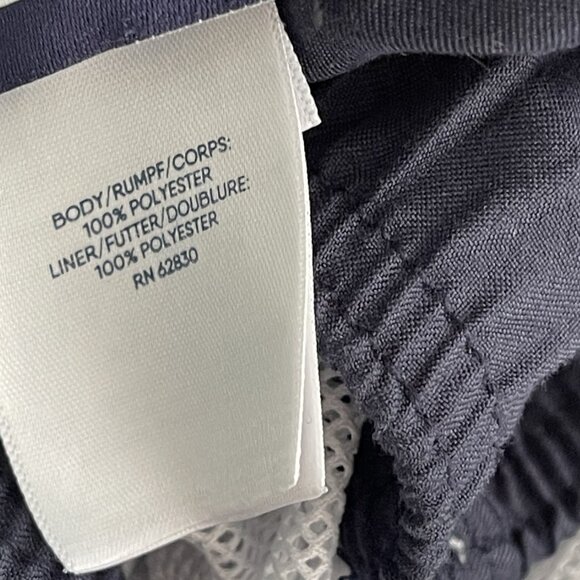 BODY/RUMPF/CORPS:
100% POLYESTER
LINER/FUTTER/DOUBLURE:
100% POLYESTER
RN 62830